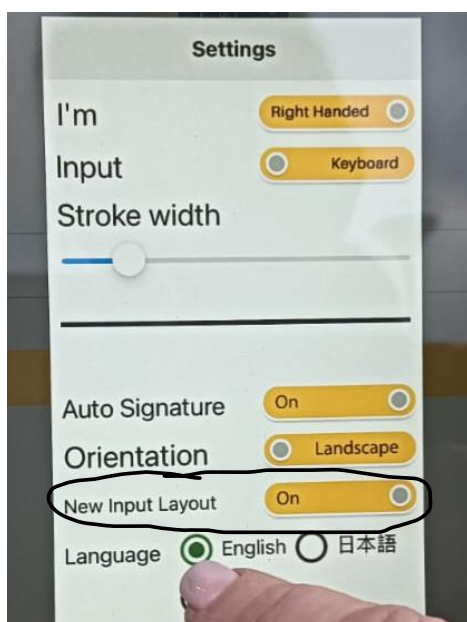 Settings
I'm Right Handed
Input Keyboard
Stroke width
Auto Signature On
Orientation Landscape
New Input Layout On
Language English 日本語